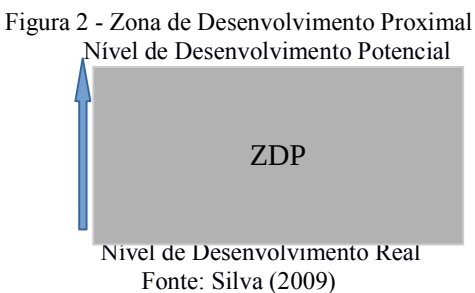 Figura 2 - Zona de Desenvolvimento Proximal
Nível de Desenvolvimento Potencial
ZDP
Nível de Desenvolvimento Real
Fonte: Silva (2009)